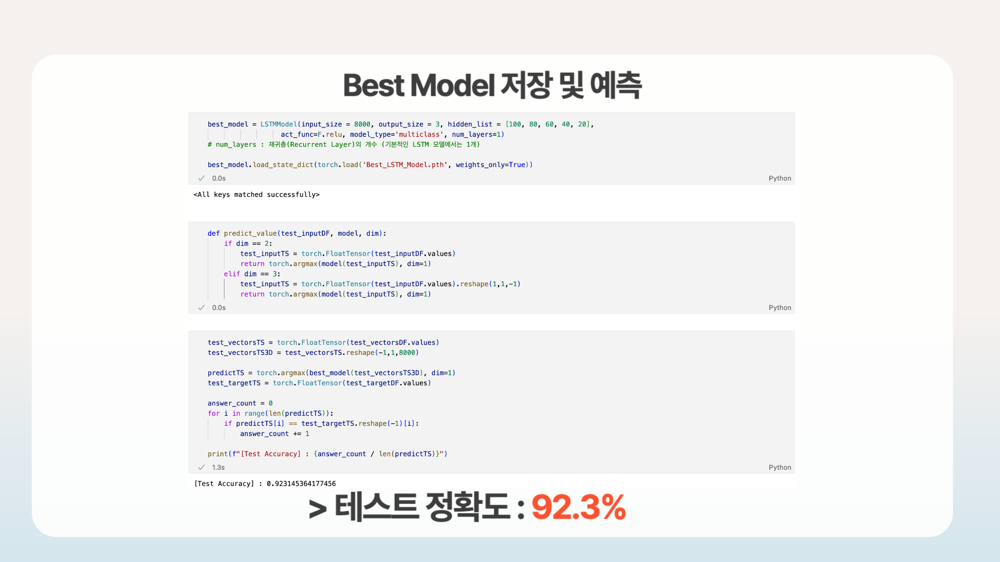 Best Model 저장 및 예측
best_model = LSTMModel(input_size = 8000, output_size = 3, hidden_list = [100, 80, 60, 40, 20],
act_func=F.relu, model_type='multiclass', num_layers=1)
# num_layers : 재귀층(Recurrent Layer)의 개수 (기본적인 LSTM 모델에서는 1개)
best_model.load_state_dict(torch.load('Best_LSTM_Model.pth', weights_only=True))
✓ 0.0s Python
<All keys matched successfully>
def predict_value(test_inputDF, model, dim):
if dim == 2:
test_inputTS = torch.FloatTensor(test_inputDF.values)
return torch.argmax(model(test_inputTS), dim=1)
elif dim == 3:
test_inputTS = torch.FloatTensor(test_inputDF.values).reshape(1,1,-1)
return torch.argmax(model(test_inputTS), dim=1)
✓ 0.0s Python
test_vectorsTS = torch.FloatTensor(test_vectorsDF.values)
test_vectorsTS3D = test_vectorsTS.reshape(-1,1,8000)
predictTS = torch.argmax(best_model(test_vectorsTS3D), dim=1)
test_targetTS = torch.FloatTensor(test_targetDF.values)
answer_count = 0
for i in range(len(predictTS)):
if predictTS[i] == test_targetTS.reshape(-1)[i]:
answer_count += 1
print(f"[Test Accuracy] : {answer_count / len(predictTS)}")
✓ 1.3s Python
[Test Accuracy] : 0.923145364177456
> 테스트 정확도 : 92.3%